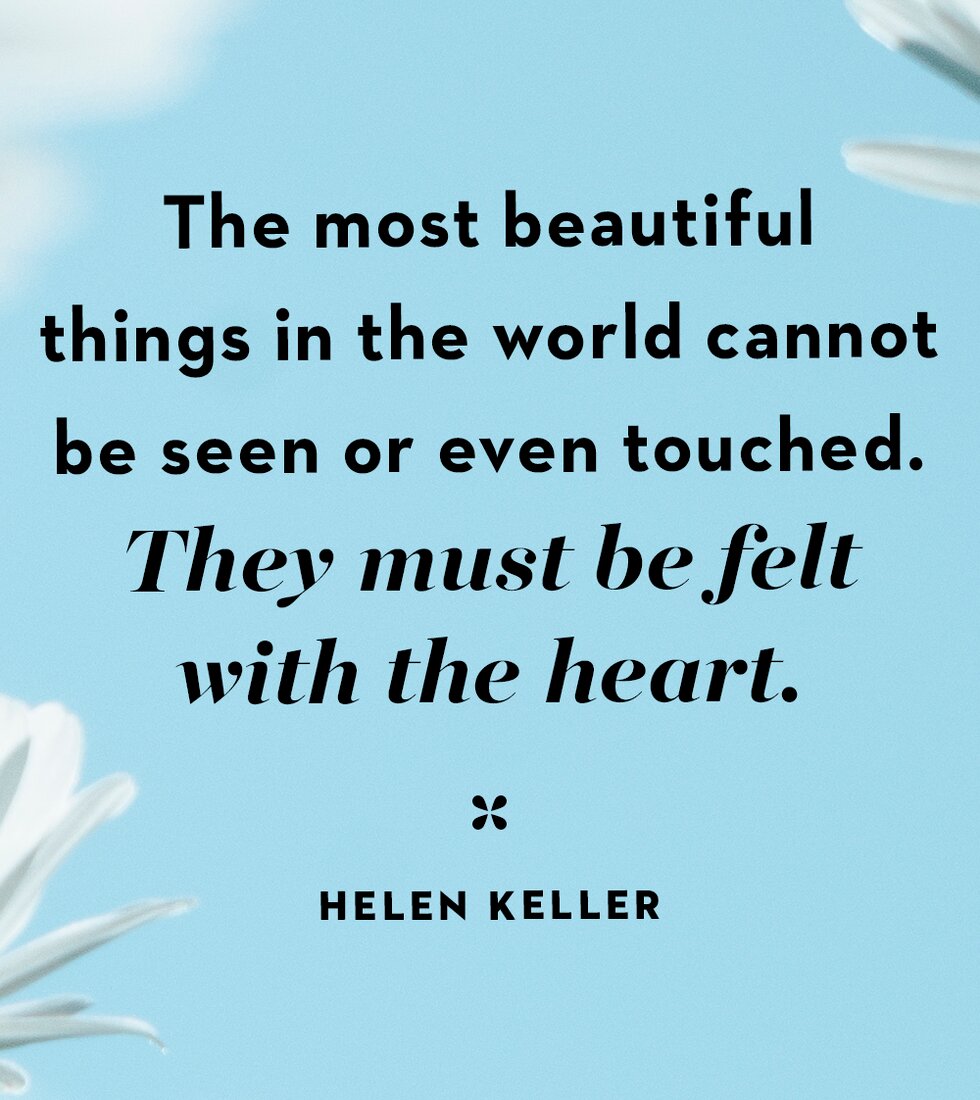 The most beautiful
things in the world cannot
be seen or even touched.
They must be felt
with the heart.
HELEN KELLER